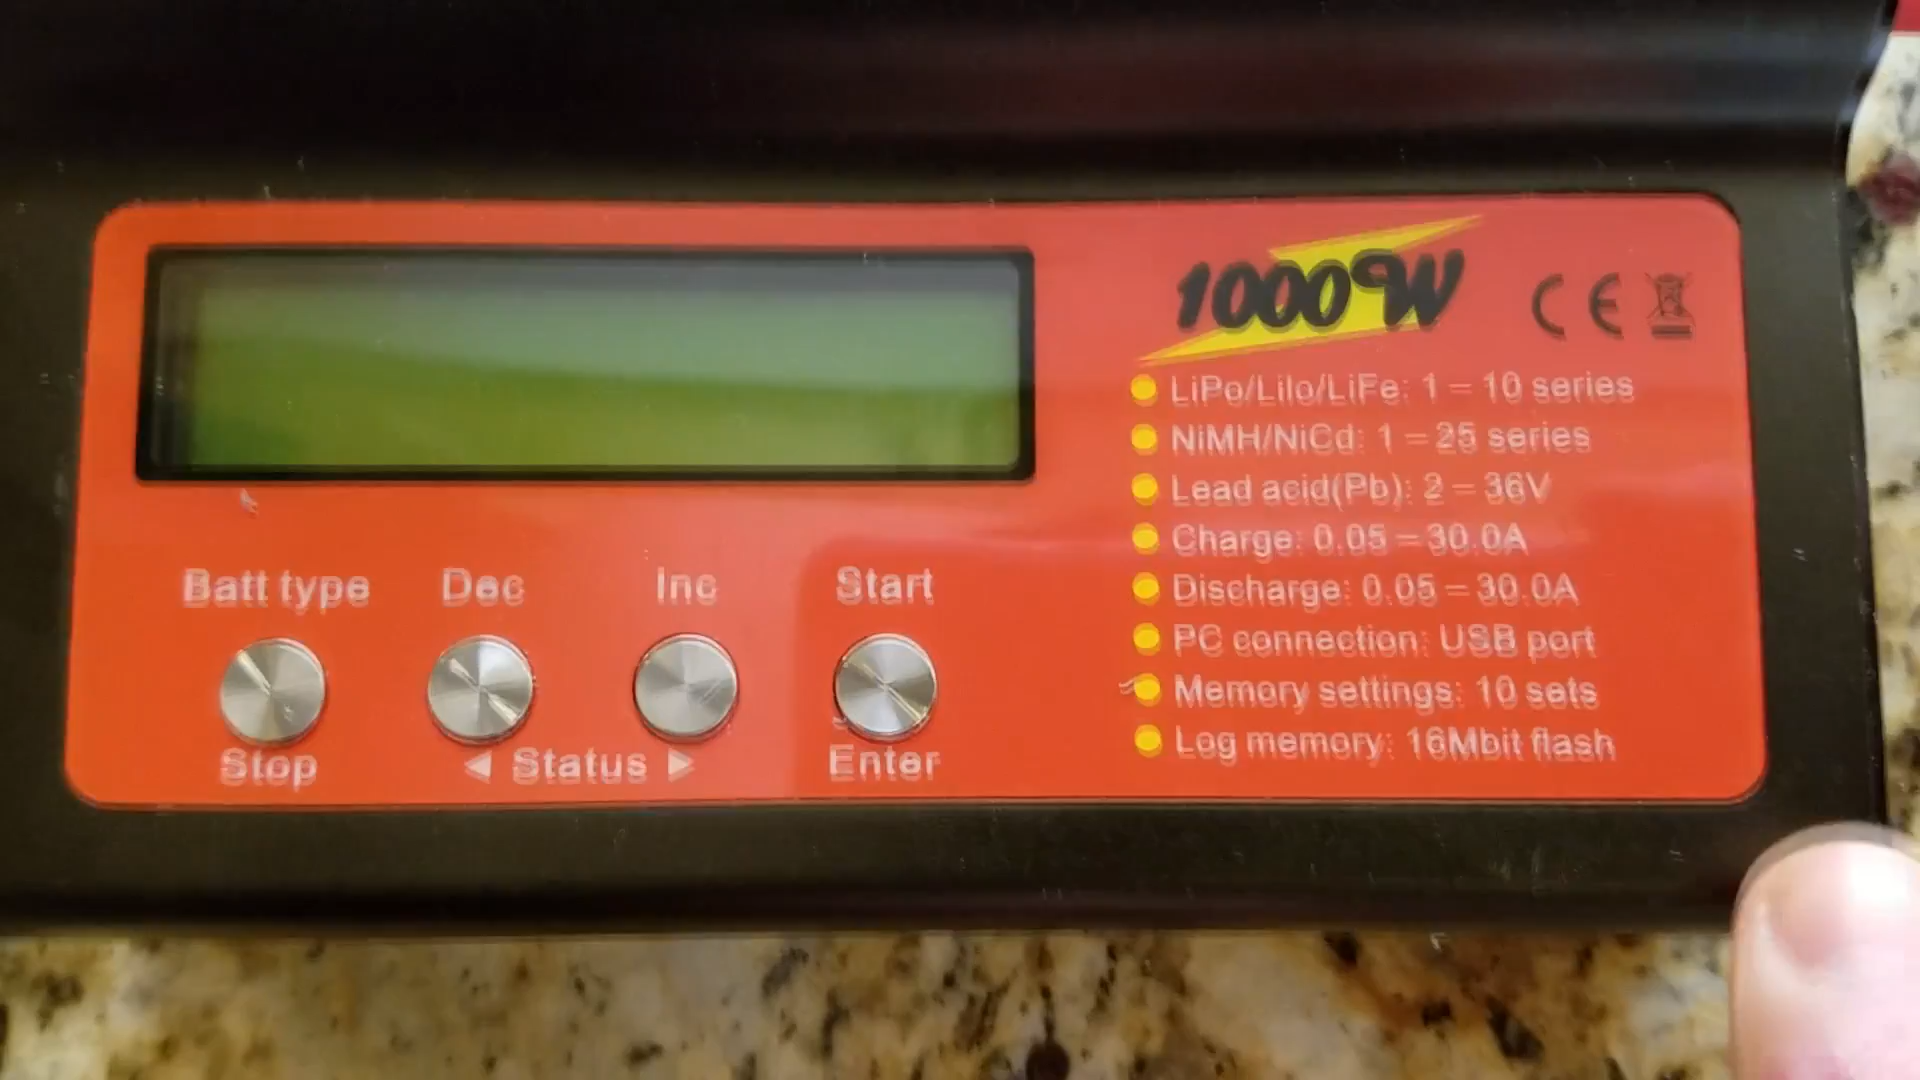 1000W CE
LiPo/LiIo/LiFe: 1 – 10 series
NiMH/NiCd: 1 – 25 series
Lead acid(Pb): 2 – 36V
Charge: 0.05 – 30.0A
Discharge: 0.05 – 30.0A
PC connection: USB port
Memory settings: 10 sets
Log memory: 16Mbit flash
Batt type Dec Inc Start
Stop ◀ Status ▶ Enter